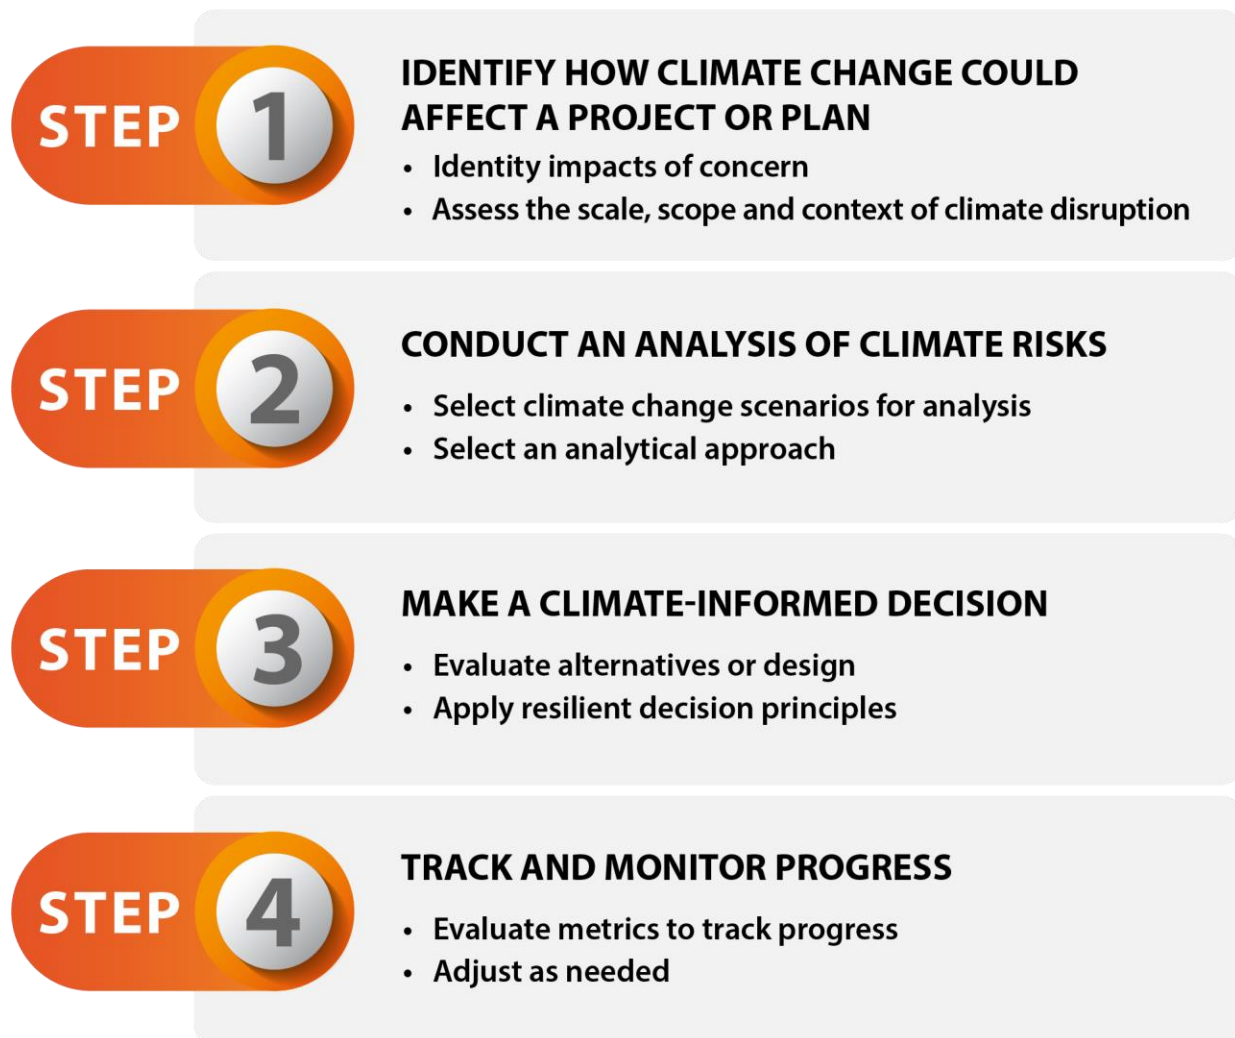 STEP 1
IDENTIFY HOW CLIMATE CHANGE COULD
AFFECT A PROJECT OR PLAN
• Identity impacts of concern
• Assess the scale, scope and context of climate disruption
STEP 2
CONDUCT AN ANALYSIS OF CLIMATE RISKS
• Select climate change scenarios for analysis
• Select an analytical approach
STEP 3
MAKE A CLIMATE-INFORMED DECISION
• Evaluate alternatives or design
• Apply resilient decision principles
STEP 4
TRACK AND MONITOR PROGRESS
• Evaluate metrics to track progress
• Adjust as needed